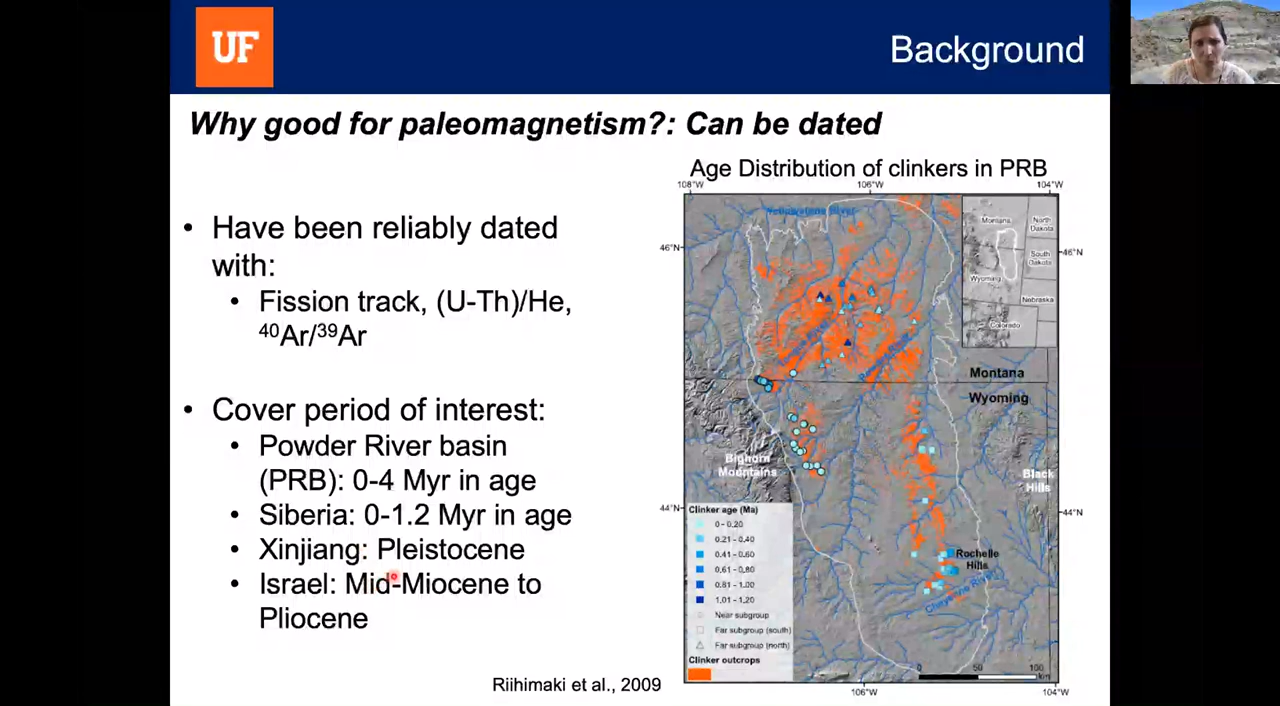 UF
Background
Why good for paleomagnetism?: Can be dated
• Have been reliably dated
with:
• Fission track, (U-Th)/He,
⁴⁰Ar/³⁹Ar
• Cover period of interest:
• Powder River basin
(PRB): 0-4 Myr in age
• Siberia: 0-1.2 Myr in age
• Xinjiang: Pleistocene
• Israel: Mid-Miocene to
Pliocene
Riihimaki et al., 2009
Age Distribution of clinkers in PRB
108°W 106°W 104°W
Yellowstone River
46°N
46°N
Montana
North
Dakota
South
Dakota
Wyoming
Nebraska
Colorado
Montana
Wyoming
Bighorn
Mountains
Black
Hills
44°N
44°N
Rochelle
Hills
Cheyenne River
Clinker age (Ma)
0 - 0.20
0.21 - 0.40
0.41 - 0.60
0.61 - 0.80
0.81 - 1.00
1.01 - 1.20
Near subgroup
Far subgroup (south)
Far subgroup (north)
Clinker outcrops
0 50 100
km
106°W 104°W